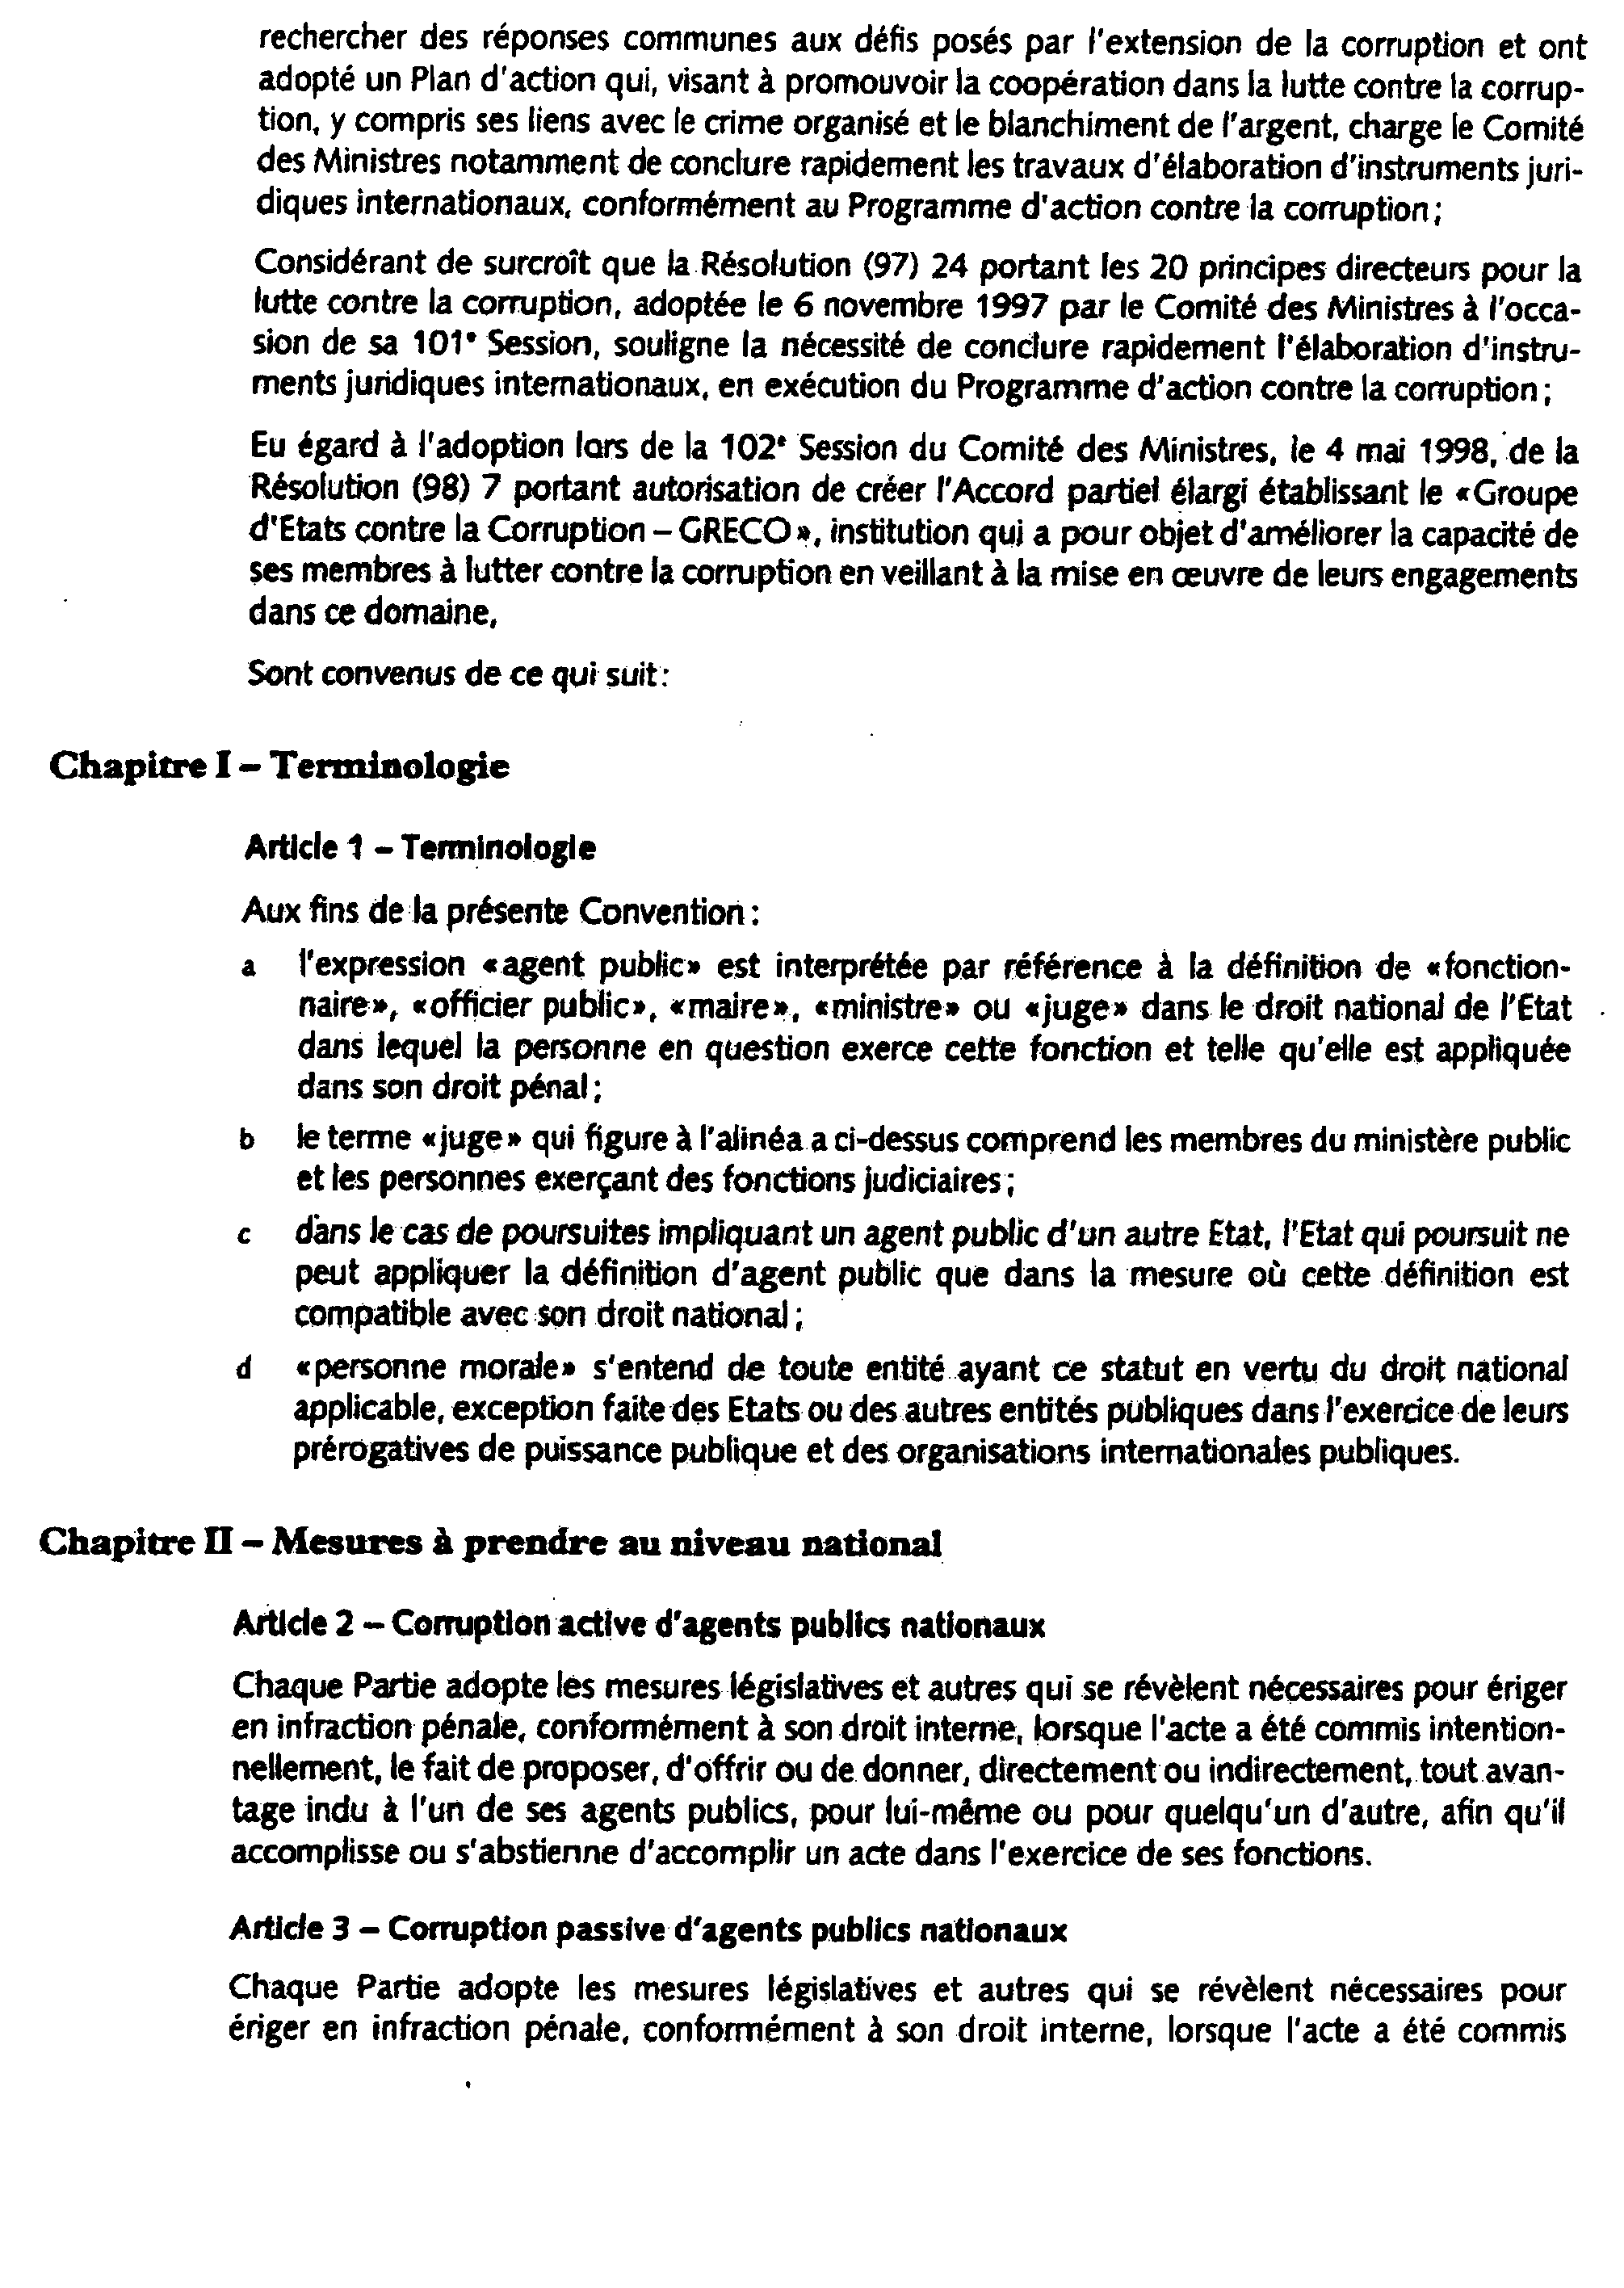 rechercher des réponses communes aux défis posés par l'extension de la corruption et ont
adopté un Plan d'action qui, visant à promouvoir la coopération dans la lutte contre la corrup-
tion, y compris ses liens avec le crime organisé et le blanchiment de l'argent, charge le Comité
des Ministres notamment de conclure rapidement les travaux d'élaboration d'instruments juri-
diques internationaux, conformément au Programme d'action contre la corruption ;
Considérant de surcroît que la Résolution (97) 24 portant les 20 principes directeurs pour la
lutte contre la corruption, adoptée le 6 novembre 1997 par le Comité des Ministres à l'occa-
sion de sa 101e Session, souligne la nécessité de conclure rapidement l'élaboration d'instru-
ments juridiques internationaux, en exécution du Programme d'action contre la corruption ;
Eu égard à l'adoption lors de la 102e Session du Comité des Ministres, le 4 mai 1998, de la
Résolution (98) 7 portant autorisation de créer l'Accord partiel élargi établissant le «Groupe
d'Etats contre la Corruption – GRECO», institution qui a pour objet d'améliorer la capacité de
ses membres à lutter contre la corruption en veillant à la mise en œuvre de leurs engagements
dans ce domaine,
Sont convenus de ce qui suit :
Chapitre I – Terminologie
Article 1 – Terminologie
Aux fins de la présente Convention :
a l'expression «agent public» est interprétée par référence à la définition de «fonction-
naire», «officier public», «maire», «ministre» ou «juge» dans le droit national de l'Etat
dans lequel la personne en question exerce cette fonction et telle qu'elle est appliquée
dans son droit pénal ;
b le terme «juge» qui figure à l'alinéa a ci-dessus comprend les membres du ministère public
et les personnes exerçant des fonctions judiciaires ;
c dans le cas de poursuites impliquant un agent public d'un autre Etat, l'Etat qui poursuit ne
peut appliquer la définition d'agent public que dans la mesure où cette définition est
compatible avec son droit national ;
d «personne morale» s'entend de toute entité ayant ce statut en vertu du droit national
applicable, exception faite des Etats ou des autres entités publiques dans l'exercice de leurs
prérogatives de puissance publique et des organisations internationales publiques.
Chapitre II – Mesures à prendre au niveau national
Article 2 – Corruption active d'agents publics nationaux
Chaque Partie adopte les mesures législatives et autres qui se révèlent nécessaires pour ériger
en infraction pénale, conformément à son droit interne, lorsque l'acte a été commis intention-
nellement, le fait de proposer, d'offrir ou de donner, directement ou indirectement, tout avan-
tage indu à l'un de ses agents publics, pour lui-même ou pour quelqu'un d'autre, afin qu'il
accomplisse ou s'abstienne d'accomplir un acte dans l'exercice de ses fonctions.
Article 3 – Corruption passive d'agents publics nationaux
Chaque Partie adopte les mesures législatives et autres qui se révèlent nécessaires pour
ériger en infraction pénale, conformément à son droit interne, lorsque l'acte a été commis